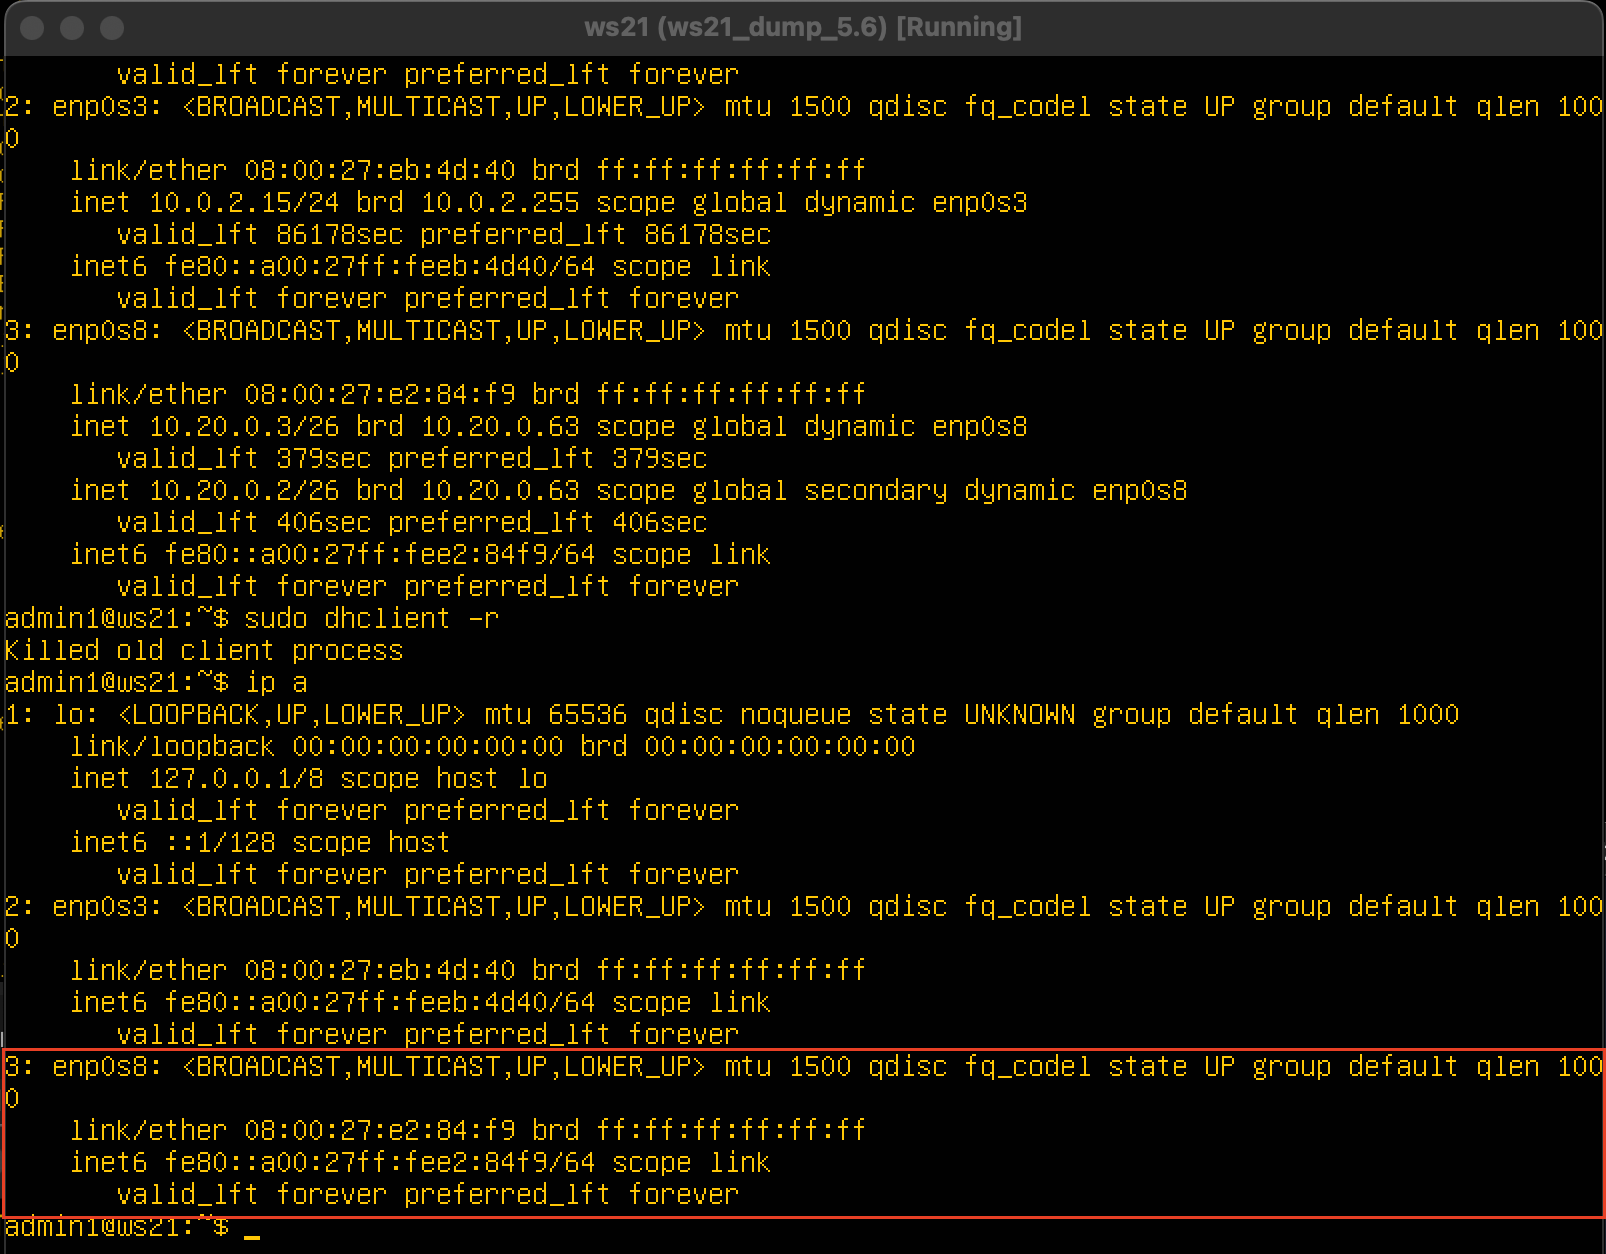 ws21 (ws21_dump_5.6) [Running]
valid_lft forever preferred_lft forever
2: enp0s3: <BROADCAST,MULTICAST,UP,LOWER_UP> mtu 1500 qdisc fq_codel state UP group default qlen 100
0
link/ether 08:00:27:eb:4d:40 brd ff:ff:ff:ff:ff:ff
inet 10.0.2.15/24 brd 10.0.2.255 scope global dynamic enp0s3
valid_lft 86178sec preferred_lft 86178sec
inet6 fe80::a00:27ff:feeb:4d40/64 scope link
valid_lft forever preferred_lft forever
3: enp0s8: <BROADCAST,MULTICAST,UP,LOWER_UP> mtu 1500 qdisc fq_codel state UP group default qlen 100
0
link/ether 08:00:27:e2:84:f9 brd ff:ff:ff:ff:ff:ff
inet 10.20.0.3/26 brd 10.20.0.63 scope global dynamic enp0s8
valid_lft 379sec preferred_lft 379sec
inet 10.20.0.2/26 brd 10.20.0.63 scope global secondary dynamic enp0s8
valid_lft 406sec preferred_lft 406sec
inet6 fe80::a00:27ff:fee2:84f9/64 scope link
valid_lft forever preferred_lft forever
admin1@ws21:~$ sudo dhclient -r
Killed old client process
admin1@ws21:~$ ip a
1: lo: <LOOPBACK,UP,LOWER_UP> mtu 65536 qdisc noqueue state UNKNOWN group default qlen 1000
link/loopback 00:00:00:00:00:00 brd 00:00:00:00:00:00
inet 127.0.0.1/8 scope host lo
valid_lft forever preferred_lft forever
inet6 ::1/128 scope host
valid_lft forever preferred_lft forever
2: enp0s3: <BROADCAST,MULTICAST,UP,LOWER_UP> mtu 1500 qdisc fq_codel state UP group default qlen 100
0
link/ether 08:00:27:eb:4d:40 brd ff:ff:ff:ff:ff:ff
inet6 fe80::a00:27ff:feeb:4d40/64 scope link
valid_lft forever preferred_lft forever
3: enp0s8: <BROADCAST,MULTICAST,UP,LOWER_UP> mtu 1500 qdisc fq_codel state UP group default qlen 100
0
link/ether 08:00:27:e2:84:f9 brd ff:ff:ff:ff:ff:ff
inet6 fe80::a00:27ff:fee2:84f9/64 scope link
valid_lft forever preferred_lft forever
admin1@ws21:~$ _